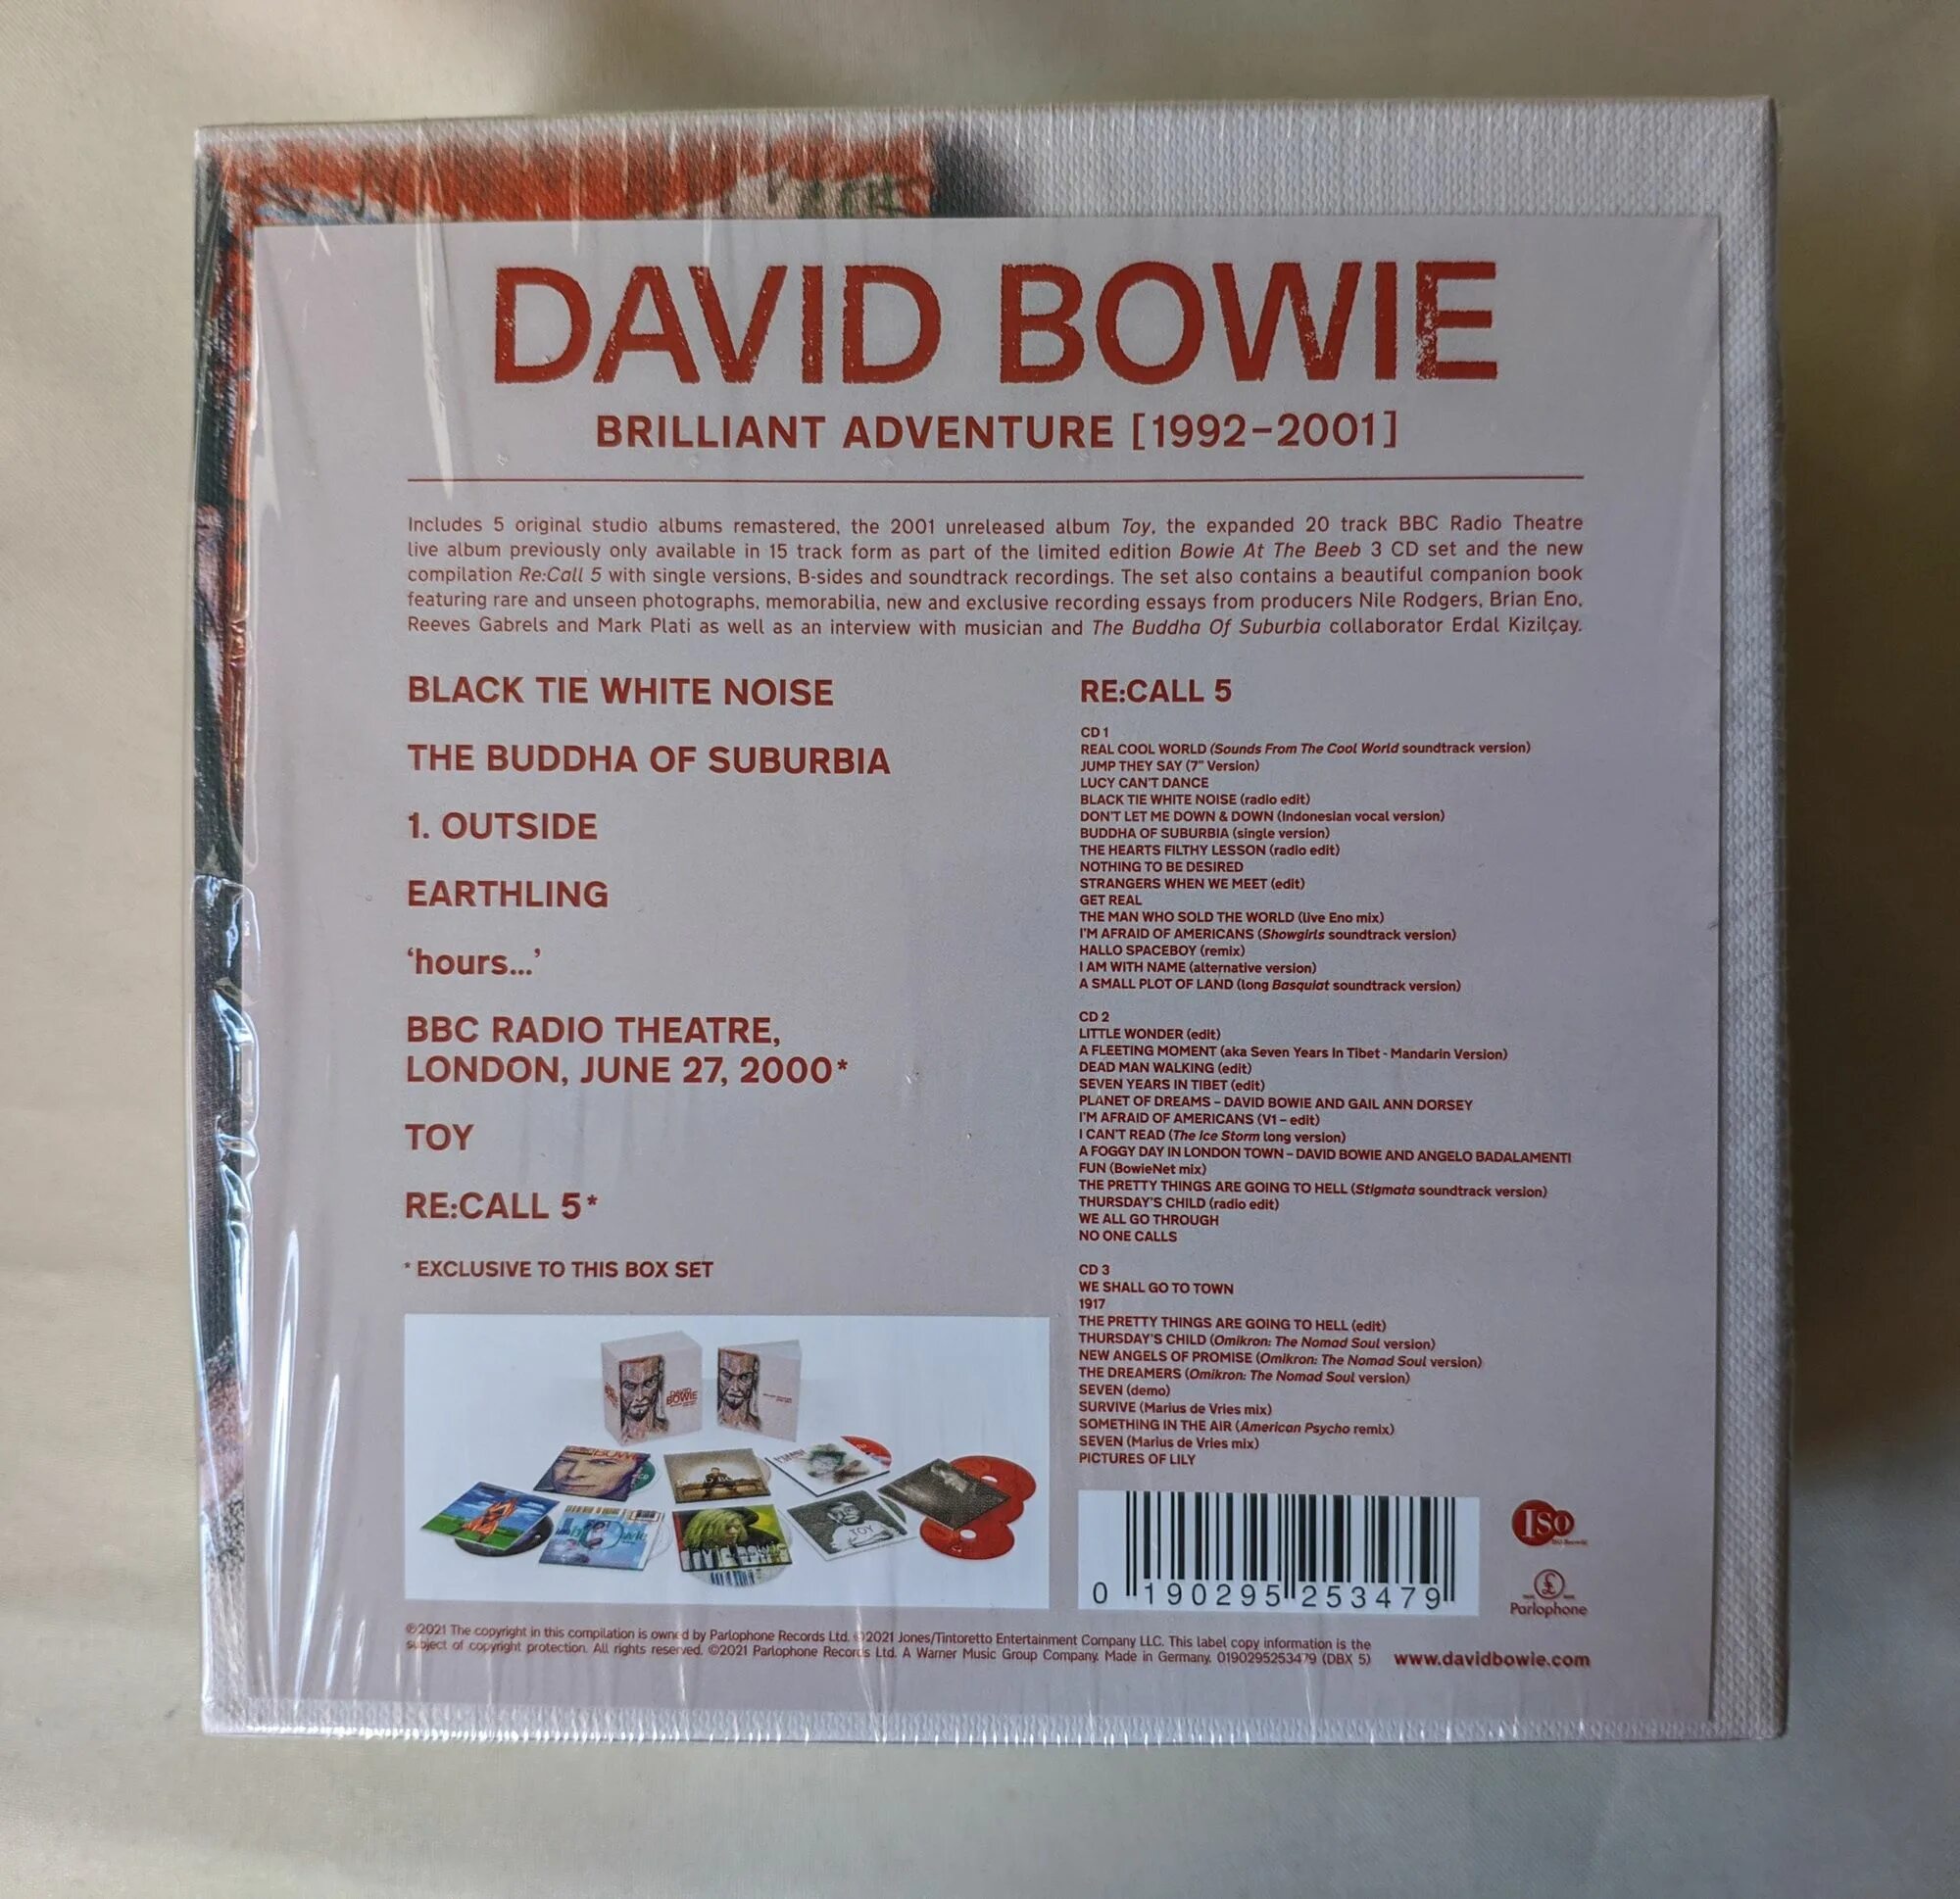 DAVID BOWIE
BRILLIANT ADVENTURE [1992–2001]
Includes 5 original studio albums remastered, the 2001 unreleased album Toy, the expanded 20 track BBC Radio Theatre
live album previously only available in 15 track form as part of the limited edition Bowie At The Beeb 3 CD set and the new
compilation Re:Call 5 with single versions, B-sides and soundtrack recordings. The set also contains a beautiful companion book
featuring rare and unseen photographs, memorabilia, new and exclusive recording essays from producers Nile Rodgers, Brian Eno,
Reeves Gabrels and Mark Plati as well as an interview with musician and The Buddha Of Suburbia collaborator Erdal Kizilçay.
BLACK TIE WHITE NOISE
THE BUDDHA OF SUBURBIA
1. OUTSIDE
EARTHLING
‘hours...’
BBC RADIO THEATRE,
LONDON, JUNE 27, 2000*
TOY
RE:CALL 5*
* EXCLUSIVE TO THIS BOX SET
RE:CALL 5
CD 1
REAL COOL WORLD (Sounds From The Cool World soundtrack version)
JUMP THEY SAY (7” Version)
LUCY CAN’T DANCE
BLACK TIE WHITE NOISE (radio edit)
DON’T LET ME DOWN & DOWN (Indonesian vocal version)
BUDDHA OF SUBURBIA (single version)
THE HEARTS FILTHY LESSON (radio edit)
NOTHING TO BE DESIRED
STRANGERS WHEN WE MEET (edit)
GET REAL
THE MAN WHO SOLD THE WORLD (live Eno mix)
I’M AFRAID OF AMERICANS (Showgirls soundtrack version)
HALLO SPACEBOY (remix)
I AM WITH NAME (alternative version)
A SMALL PLOT OF LAND (long Basquiat soundtrack version)
CD 2
LITTLE WONDER (edit)
A FLEETING MOMENT (aka Seven Years In Tibet - Mandarin Version)
DEAD MAN WALKING (edit)
SEVEN YEARS IN TIBET (edit)
PLANET OF DREAMS – DAVID BOWIE AND GAIL ANN DORSEY
I’M AFRAID OF AMERICANS (V1 – edit)
I CAN’T READ (The Ice Storm long version)
A FOGGY DAY IN LONDON TOWN – DAVID BOWIE AND ANGELO BADALAMENTI
FUN (BowieNet mix)
THE PRETTY THINGS ARE GOING TO HELL (Stigmata soundtrack version)
THURSDAY’S CHILD (radio edit)
WE ALL GO THROUGH
NO ONE CALLS
CD 3
WE SHALL GO TO TOWN
1917
THE PRETTY THINGS ARE GOING TO HELL (edit)
THURSDAY’S CHILD (Omikron: The Nomad Soul version)
NEW ANGELS OF PROMISE (Omikron: The Nomad Soul version)
THE DREAMERS (Omikron: The Nomad Soul version)
SEVEN (demo)
SURVIVE (Marius de Vries mix)
SOMETHING IN THE AIR (American Psycho remix)
SEVEN (Marius de Vries mix)
PICTURES OF LILY
DAVID
BOWIE
TOY
0 190295 253479
ISO
Parlophone
℗2021 The copyright in this compilation is owned by Parlophone Records Ltd. ℗2021 Jones/Tintoretto Entertainment Company LLC. This label copy information is the
subject of copyright protection. All rights reserved. ©2021 Parlophone Records Ltd. A Warner Music Group Company. Made in Germany. 0190295253479 (DBX 5)
www.davidbowie.com